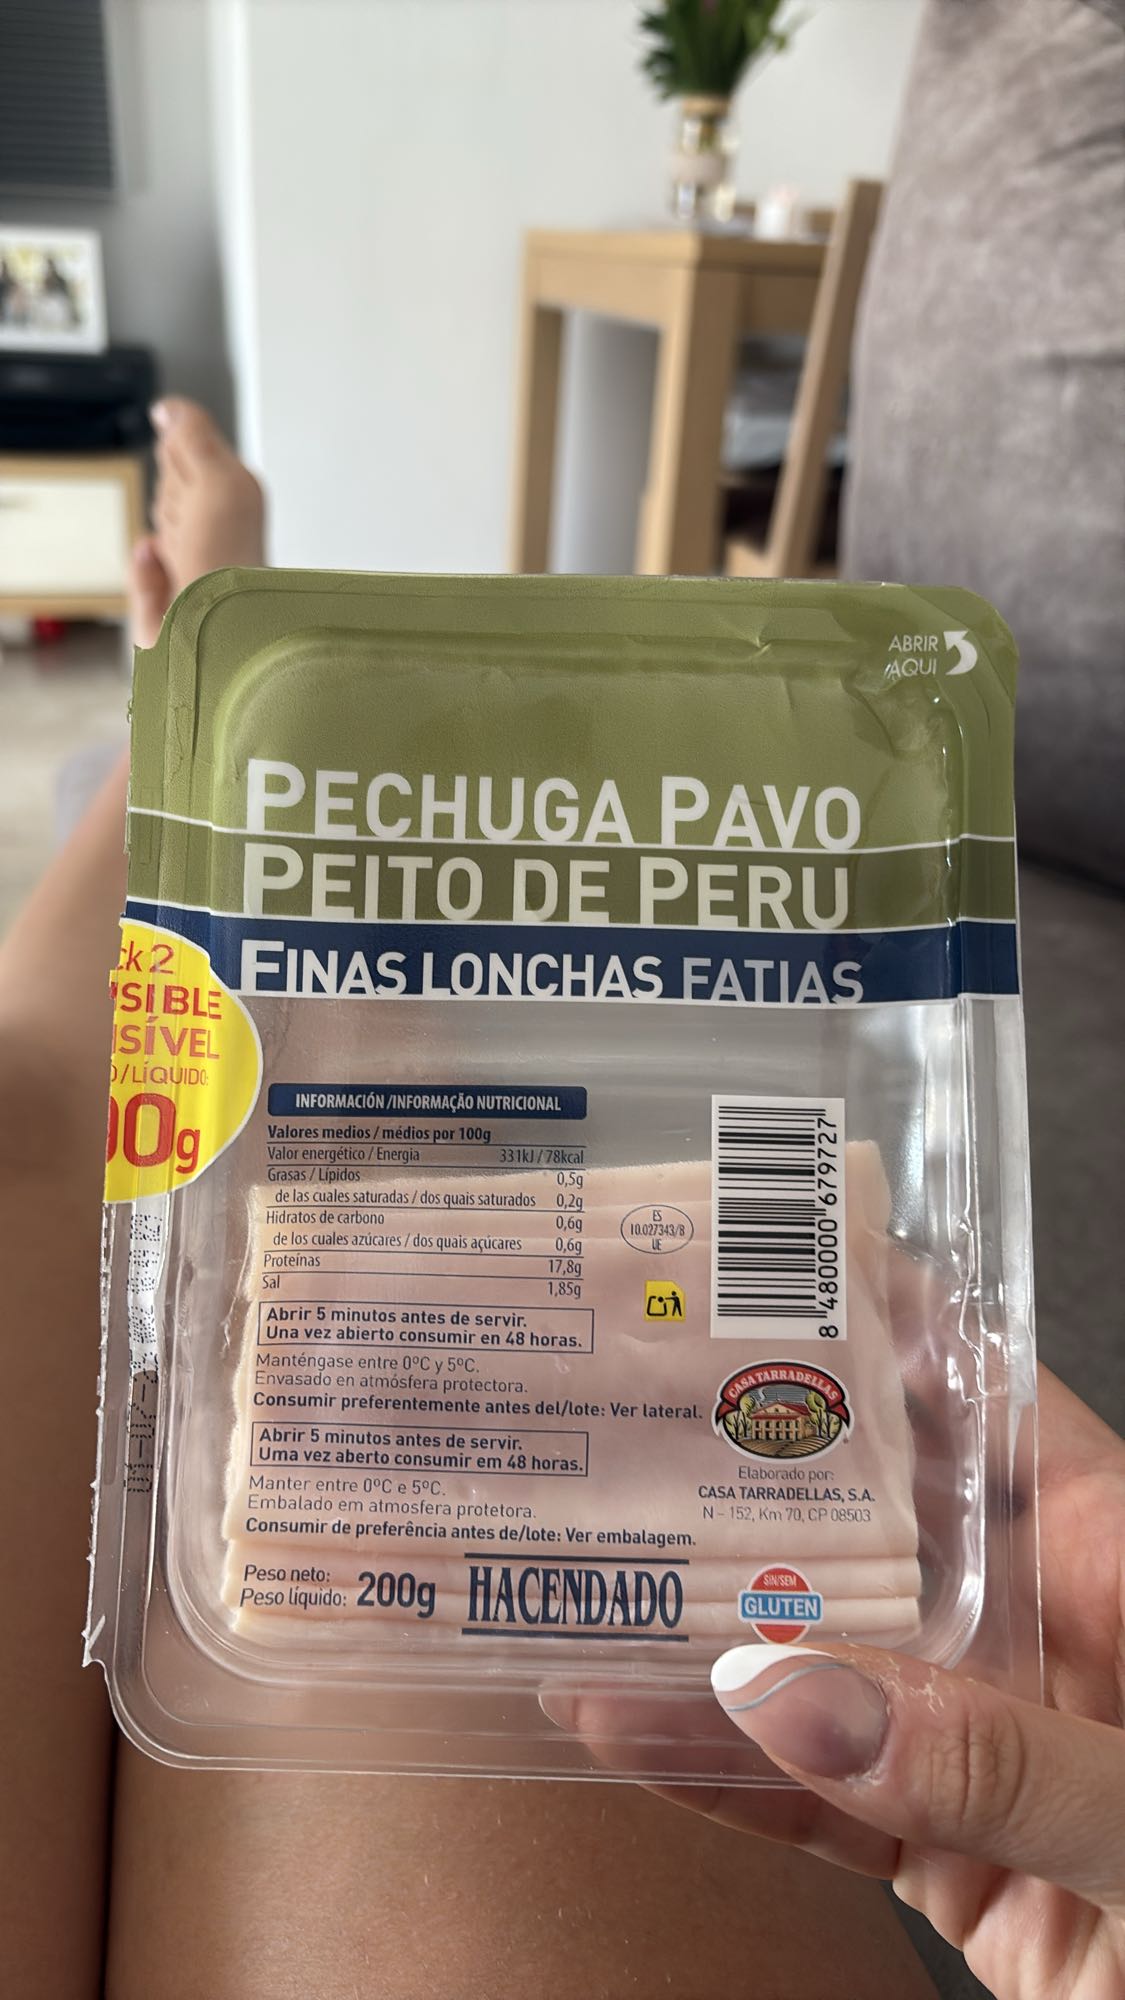 ABRIR
AQUI
PECHUGA PAVO
PEITO DE PERU
FINAS LONCHAS FATIAS
ck 2
SIBLE
SÍVEL
O/LÍQUIDO:
00g
INFORMACIÓN/INFORMAÇÃO NUTRICIONAL
Valores medios / médios por 100g
Valor energético / Energia 331kJ / 78kcal
Grasas / Lípidos 0,5g
de las cuales saturadas / dos quais saturados 0,2g
Hidratos de carbono 0,6g
de los cuales azúcares / dos quais açúcares 0,6g
Proteínas 17,8g
Sal 1,85g
ES
10.027343/B
UE
8 480000 679727
Abrir 5 minutos antes de servir.
Una vez abierto consumir en 48 horas.
Manténgase entre 0ºC y 5ºC.
Envasado en atmósfera protectora.
Consumir preferentemente antes del/lote: Ver lateral.
Abrir 5 minutos antes de servir.
Uma vez aberto consumir em 48 horas.
Manter entre 0ºC e 5ºC.
Embalado em atmosfera protetora.
Consumir de preferência antes de/lote: Ver embalagem.
CASA TARRADELLAS
Elaborado por:
CASA TARRADELLAS, S.A.
N - 152, Km 70, CP 08503
Peso neto:
Peso líquido: 200g
HACENDADO
SIN/SEM
GLUTEN